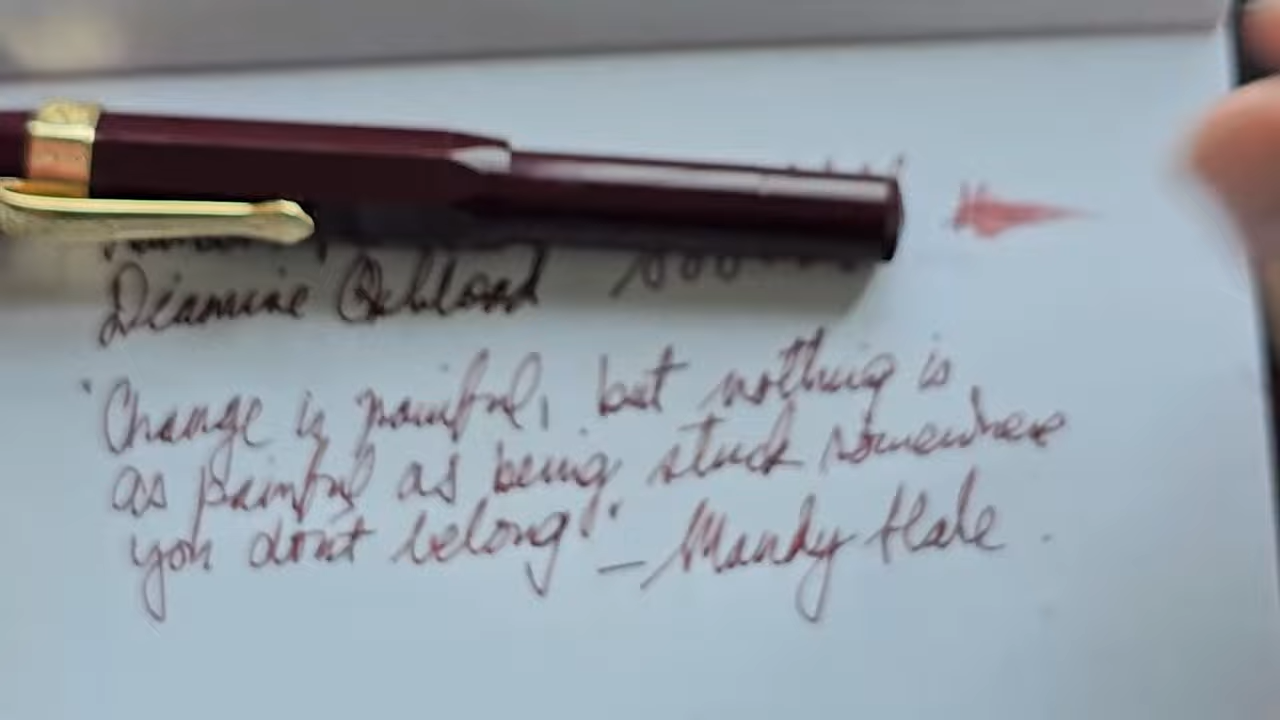 Diamine Oxblood
"Change is painful, but nothing is
as painful as being stuck somewhere
you don't belong." – Mandy Hale.